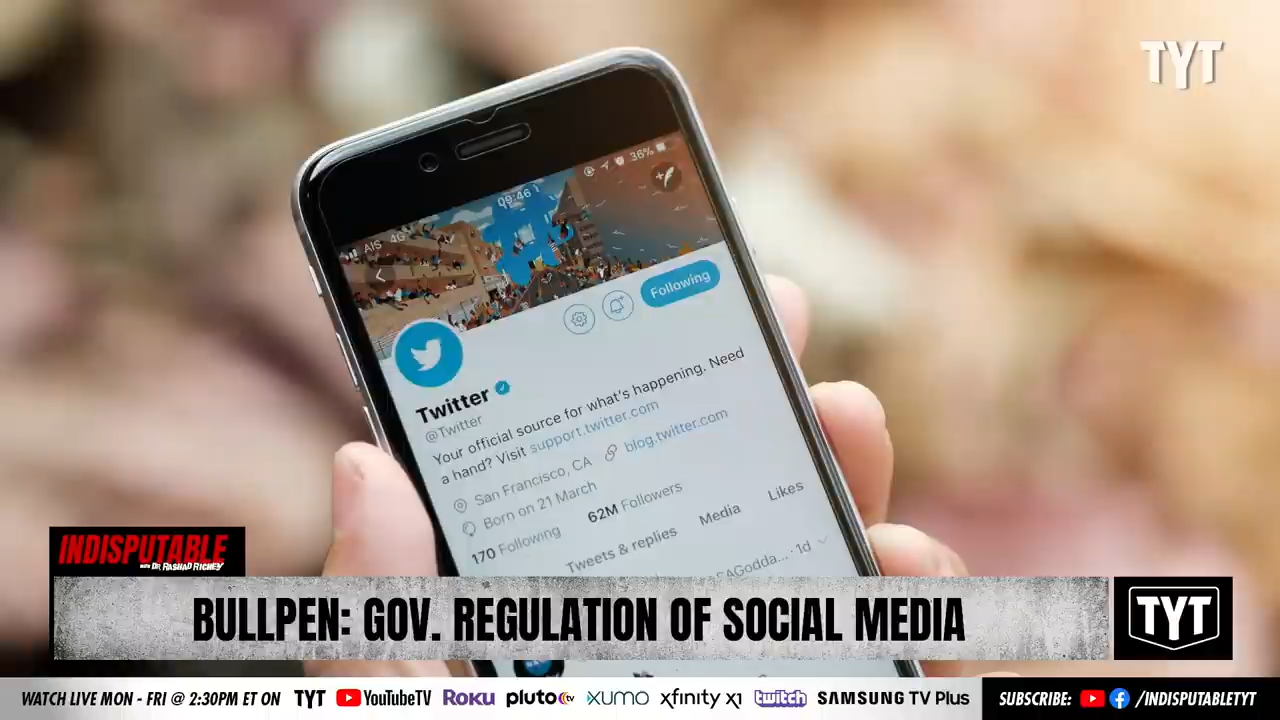 TYT
36%
09:46
AIS 4G
Following
Twitter
@Twitter
Your official source for what's happening. Need
a hand? Visit support.twitter.com
San Francisco, CA blog.twitter.com
Born on 21 March
170 Following 62M Followers
Tweets & replies Media Likes
CAGodda... · 1d
INDISPUTABLE
WITH DR. RASHAD RICHEY
BULLPEN: GOV. REGULATION OF SOCIAL MEDIA
TYT
WATCH LIVE MON - FRI @ 2:30PM ET ON TYT YouTubeTV ROKU pluto tv XUMO xfinity x1 twitch SAMSUNG TV Plus SUBSCRIBE: /INDISPUTABLETYT